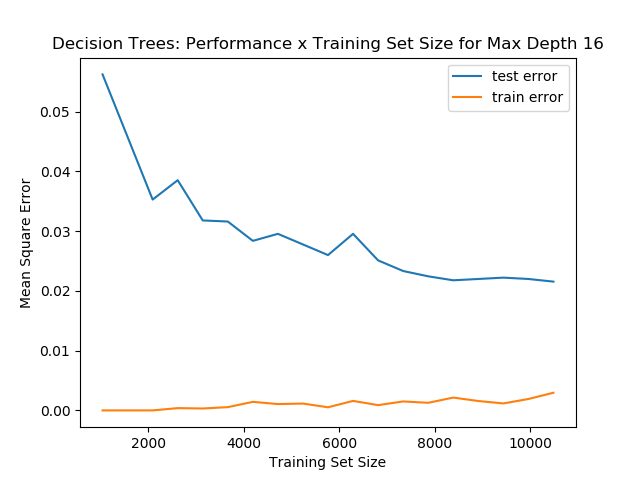 Decision Trees: Performance x Training Set Size for Max Depth 16
test error
train error
0.05
0.04
0.03
0.02
0.01
0.00
Mean Square Error
2000 4000 6000 8000 10000
Training Set Size